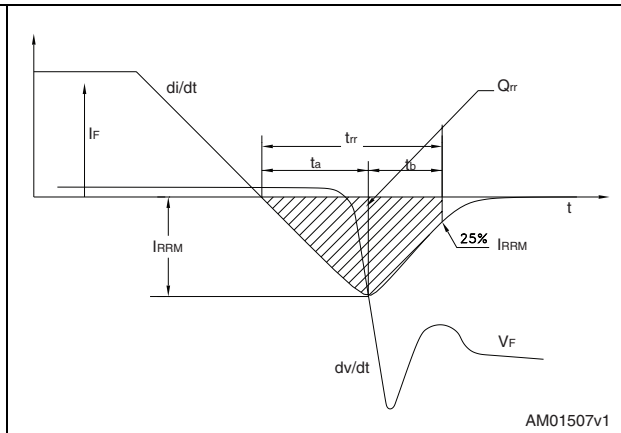 di/dt
Qrr
IF
trr
ta
tb
t
IRRM
25% IRRM
VF
dv/dt
AM01507v1